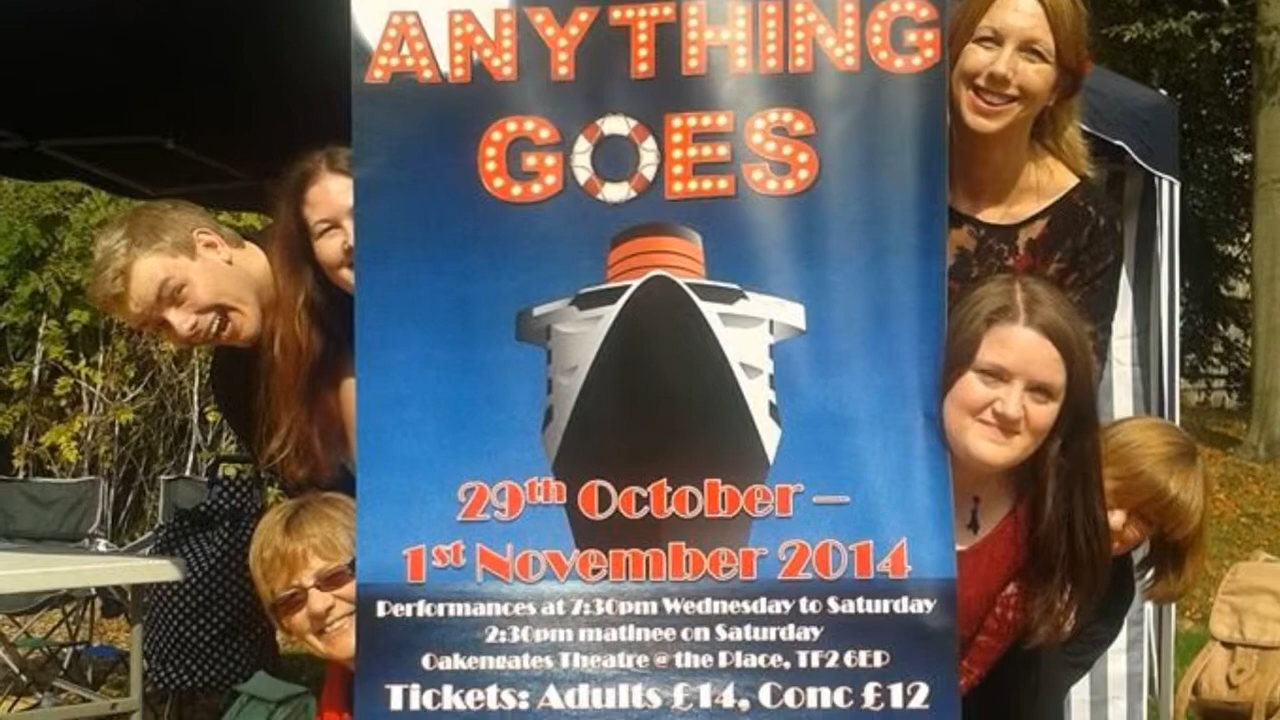 ANYTHING
GOES
29th October –
1st November 2014
Performances at 7:30pm Wednesday to Saturday
2:30pm matinee on Saturday
Oakengates Theatre @ the Place, TF2 6EP
Tickets: Adults £14, Conc £12